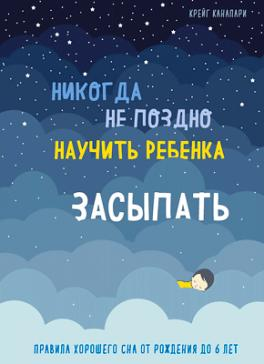 КРЕЙГ КАНАПАРИ
НИКОГДА
НЕ ПОЗДНО
НАУЧИТЬ РЕБЕНКА
ЗАСЫПАТЬ
ПРАВИЛА ХОРОШЕГО СНА ОТ РОЖДЕНИЯ ДО 6 ЛЕТ